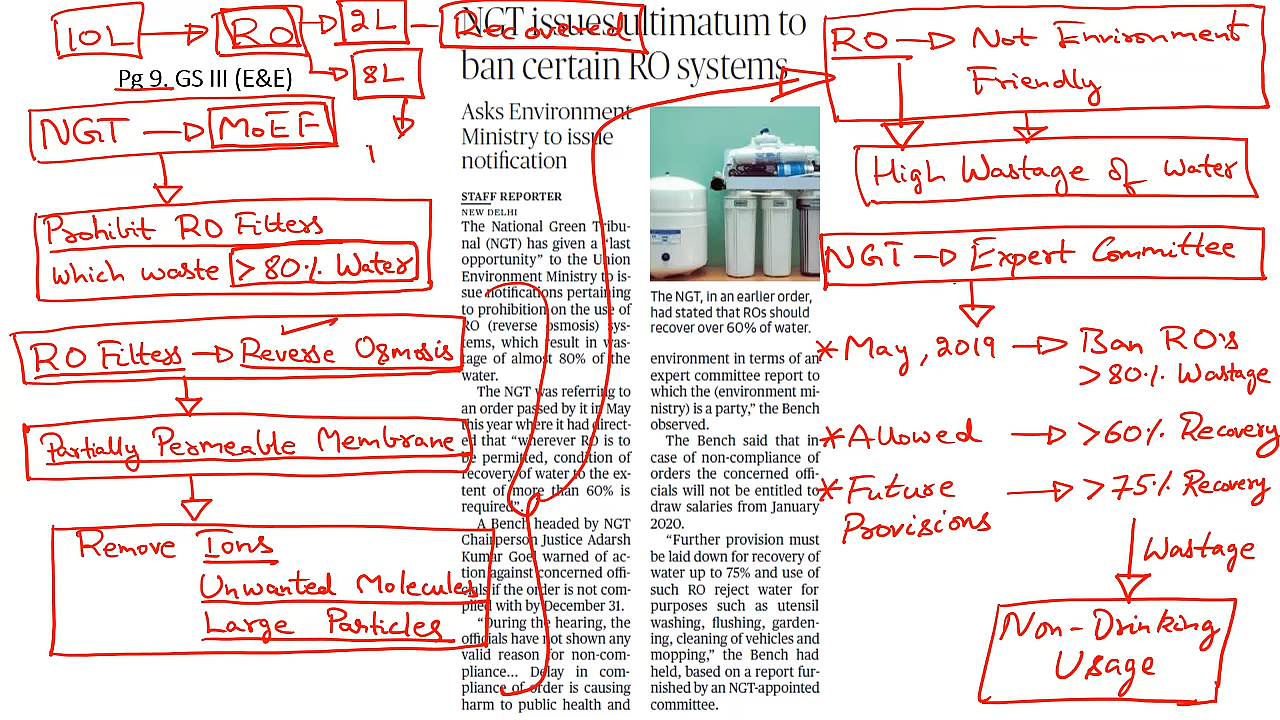 10L → RO → 2L — Recovered
→ 8L
Pg 9. GS III (E&E)
NGT → MoEF
Prohibit RO Filters
which waste >80% Water
RO Filters → Reverse Osmosis
Partially Permeable Membrane
Remove Ions
Unwanted Molecules
Large Particles
NGT issues ultimatum to
ban certain RO systems
Asks Environment
Ministry to issue
notification
STAFF REPORTER
NEW DELHI
The National Green Tribu-
nal (NGT) has given a "last
opportunity" to the Union
Environment Ministry to is-
sue notifications pertaining
to prohibition on the use of
RO (reverse osmosis) sys-
tems, which result in was-
tage of almost 80% of the
water.
The NGT was referring to
an order passed by it in May
this year where it had direct-
ed that "wherever RO is to
be permitted, condition of
recovery of water to the ex-
tent of more than 60% is
required".
A Bench headed by NGT
Chairperson Justice Adarsh
Kumar Goel warned of ac-
tion against concerned offi-
cials if the order is not com-
plied with by December 31.
"During the hearing, the
officials have not shown any
valid reason for non-com-
pliance... Delay in com-
pliance of order is causing
harm to public health and
The NGT, in an earlier order,
had stated that ROs should
recover over 60% of water.
environment in terms of an
expert committee report to
which the (environment mi-
nistry) is a party," the Bench
observed.
The Bench said that in
case of non-compliance of
orders the concerned offi-
cials will not be entitled to
draw salaries from January
2020.
"Further provision must
be laid down for recovery of
water up to 75% and use of
such RO reject water for
purposes such as utensil
washing, flushing, garden-
ing, cleaning of vehicles and
mopping," the Bench had
held, based on a report fur-
nished by an NGT-appointed
committee.
RO → Not Environment
Friendly
High Wastage of Water
NGT → Expert Committee
* May, 2019 → Ban RO's
>80% Wastage
* Allowed → >60% Recovery
* Future → >75% Recovery
Provisions
Wastage
Non-Drinking
Usage